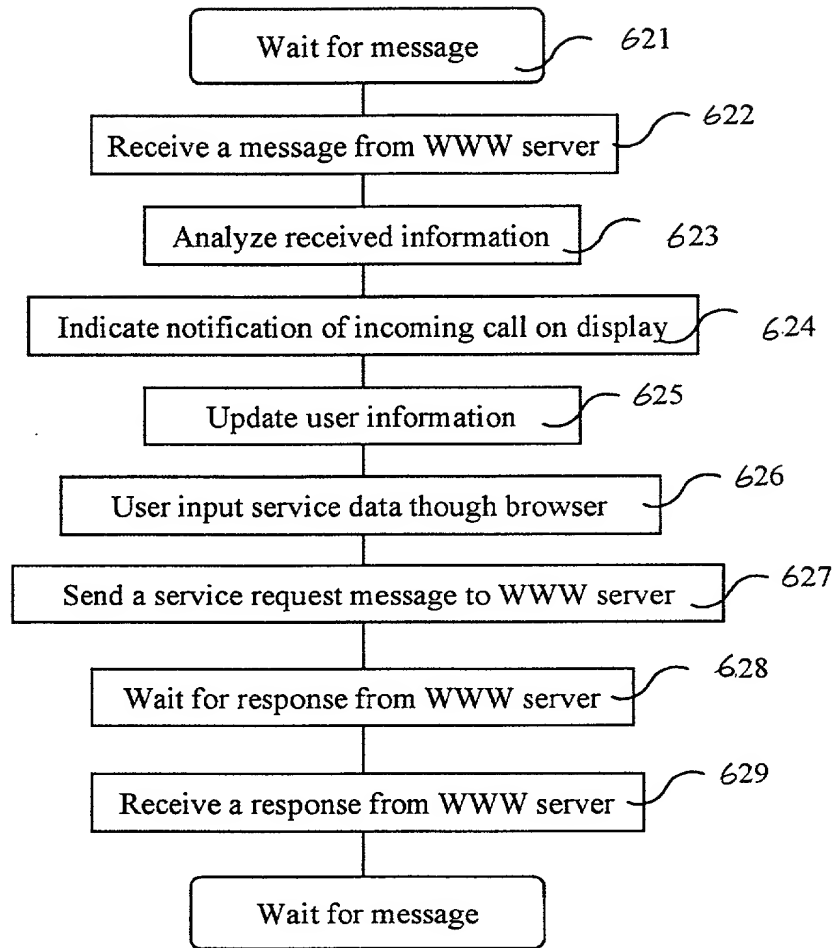 Wait for message
621
622
Receive a message from WWW server
Analyze received information
623
Indicate notification of incoming call on display
624
625
Update user information
626
User input service data though browser
627
Send a service request message to WWW server
628
Wait for response from WWW server
629
Receive a response from WWW server
Wait for message